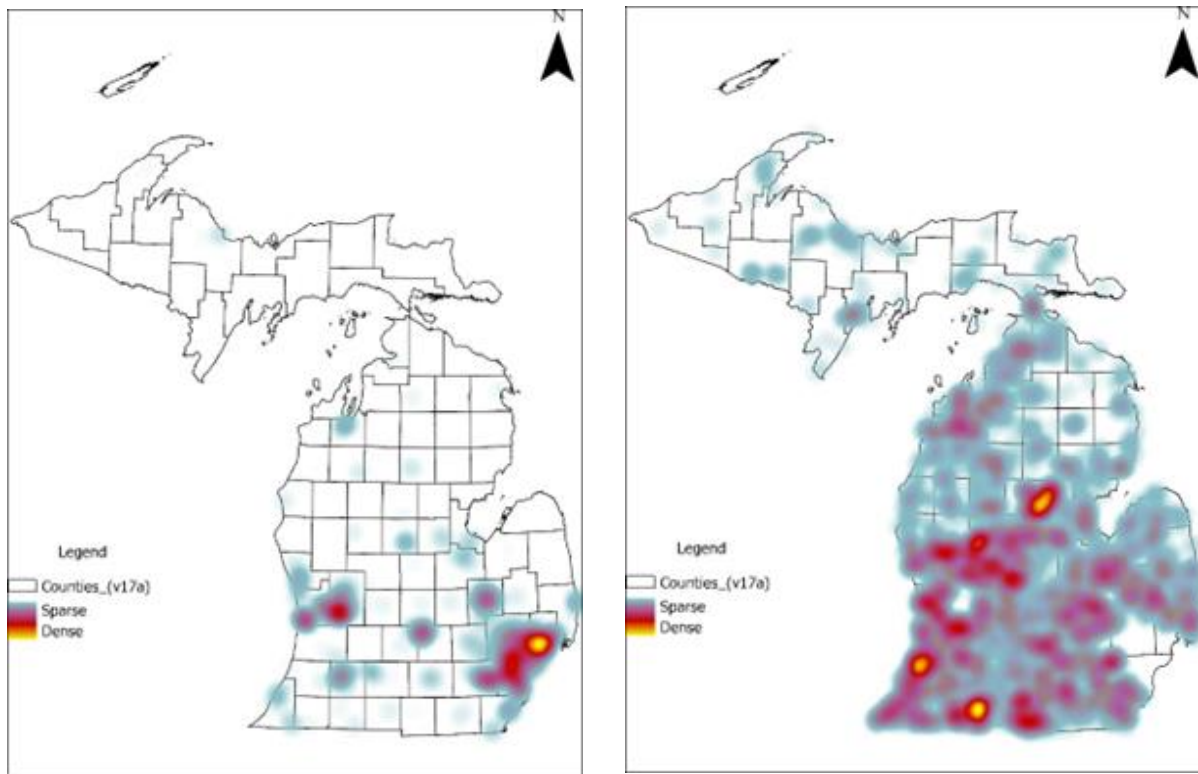 N
Legend
Counties_(v17a)
Sparse
Dense
N
Legend
Counties_(v17a)
Sparse
Dense